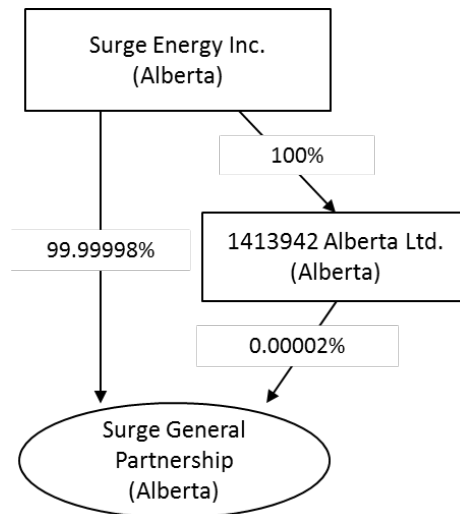 Surge Energy Inc.
(Alberta)
100%
99.99998%
1413942 Alberta Ltd.
(Alberta)
0.00002%
Surge General
Partnership
(Alberta)